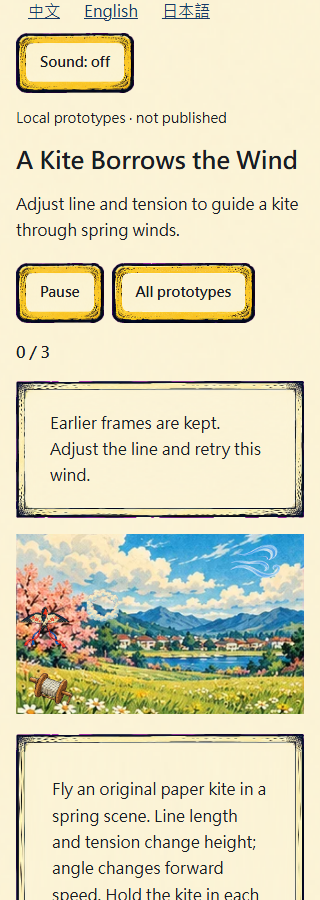 中文 English 日本語
Sound: off
Local prototypes · not published
A Kite Borrows the Wind
Adjust line and tension to guide a kite
through spring winds.
Pause All prototypes
0 / 3
Earlier frames are kept.
Adjust the line and retry this
wind.
Fly an original paper kite in a
spring scene. Line length
and tension change height;
angle changes forward
speed. Hold the kite in each